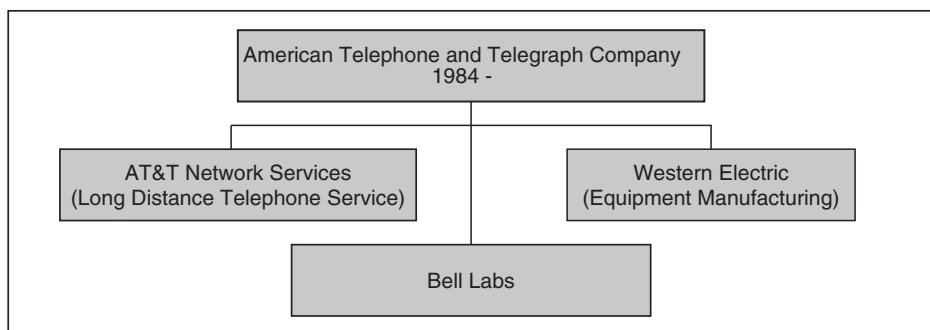 American Telephone and Telegraph Company
1984 -
AT&T Network Services
(Long Distance Telephone Service)
Western Electric
(Equipment Manufacturing)
Bell Labs